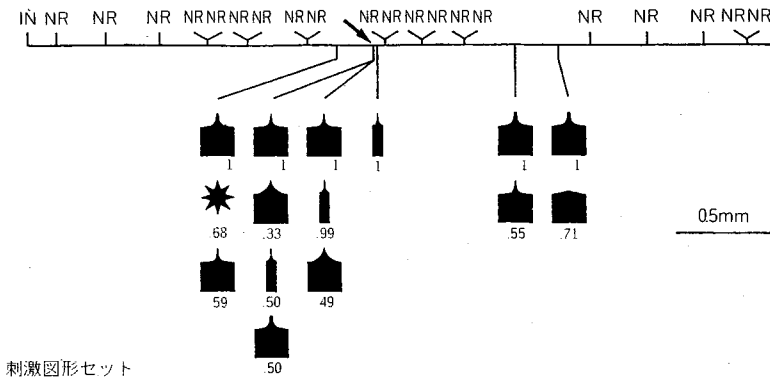 IN NR NR NR NR NR NR NR NR NR NR NR NR NR NR NR NR NR NR NR NR
1 1 1 1 1 1
.68 .33 .99 .55 .71
0.5mm
59 .50 49
.50
刺激図形セット